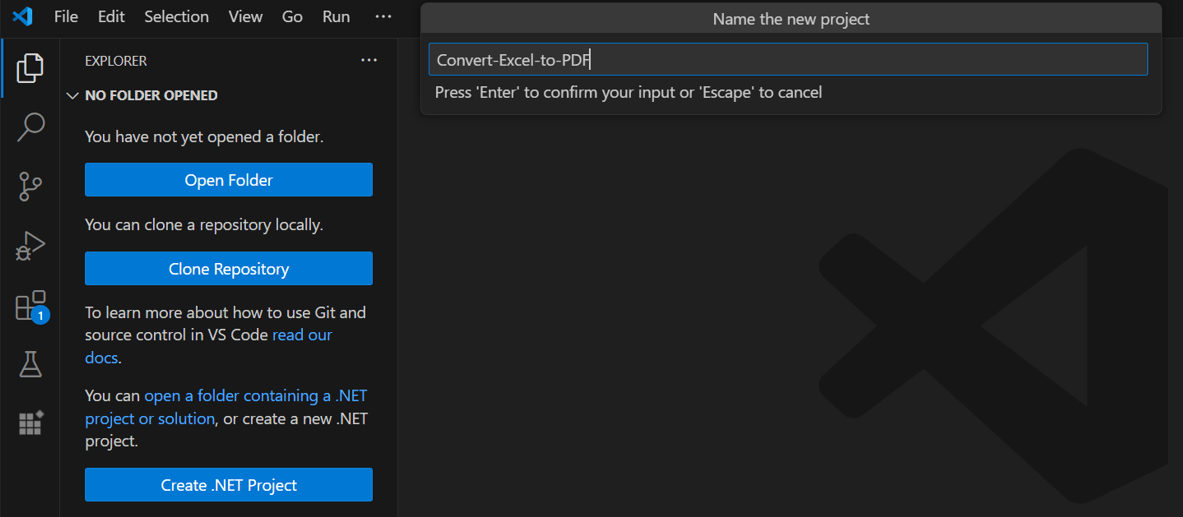 File Edit Selection View Go Run ···
Name the new project
Convert-Excel-to-PDF
Press 'Enter' to confirm your input or 'Escape' to cancel
EXPLORER ···
NO FOLDER OPENED
You have not yet opened a folder.
Open Folder
You can clone a repository locally.
Clone Repository
1
To learn more about how to use Git and
source control in VS Code read our
docs.
You can open a folder containing a .NET
project or solution, or create a new .NET
project.
Create .NET Project